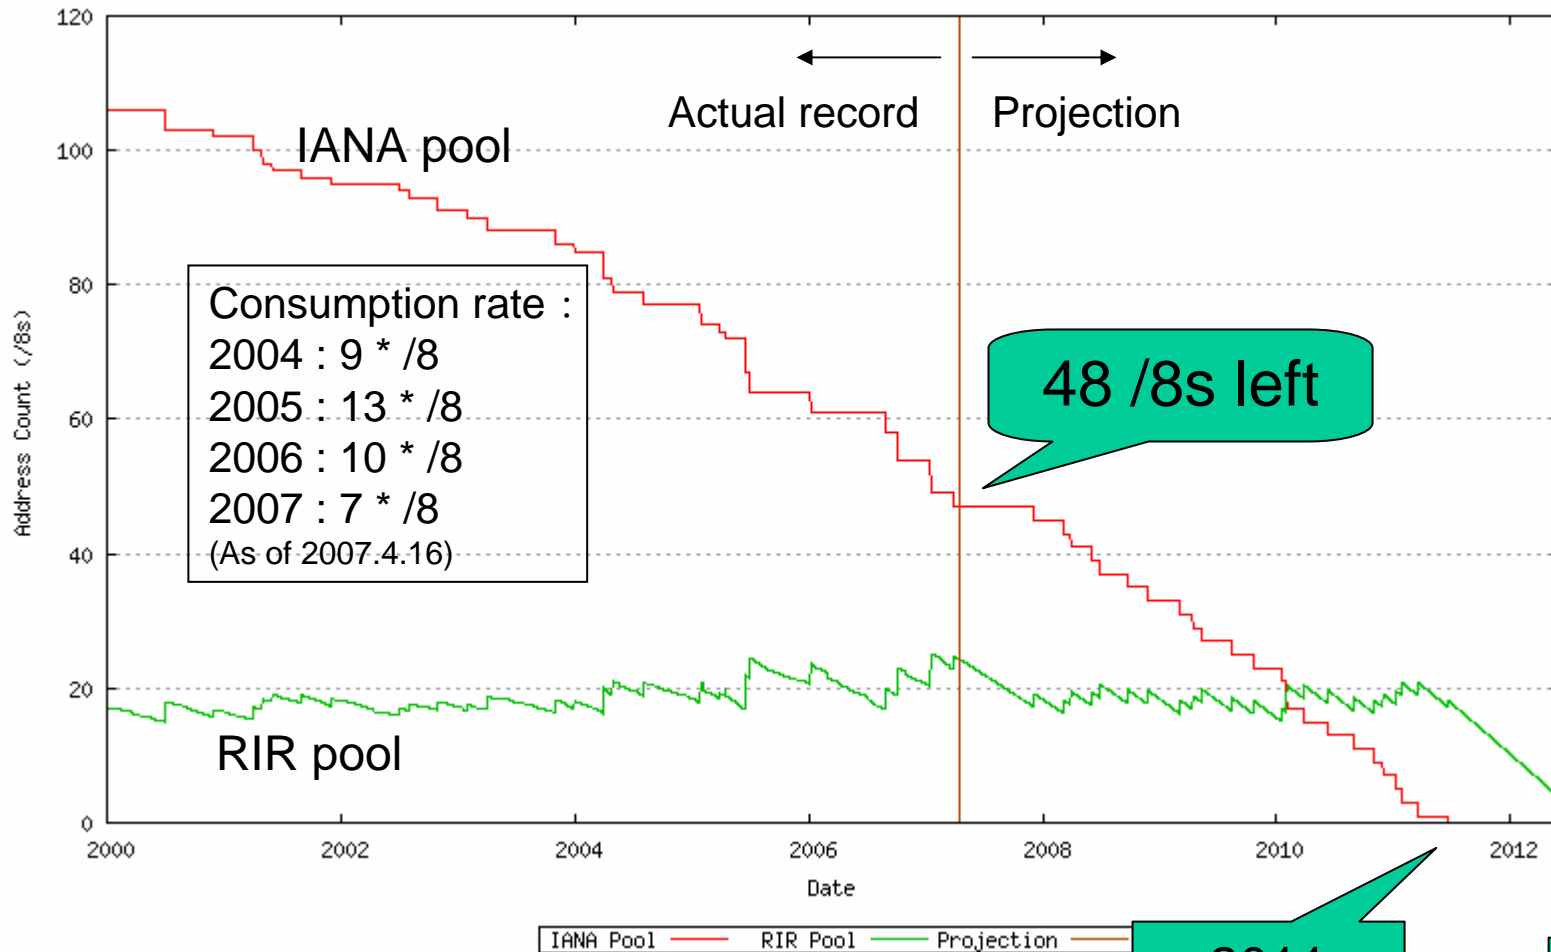 120
100
80
60
40
20
0
Address Count (/8s)
Actual record
Projection
IANA pool
Consumption rate :
2004 : 9 * /8
2005 : 13 * /8
2006 : 10 * /8
2007 : 7 * /8
(As of 2007.4.16)
48 /8s left
RIR pool
2000
2002
2004
2006
2008
2010
2012
Date
IANA Pool
RIR Pool
Projection